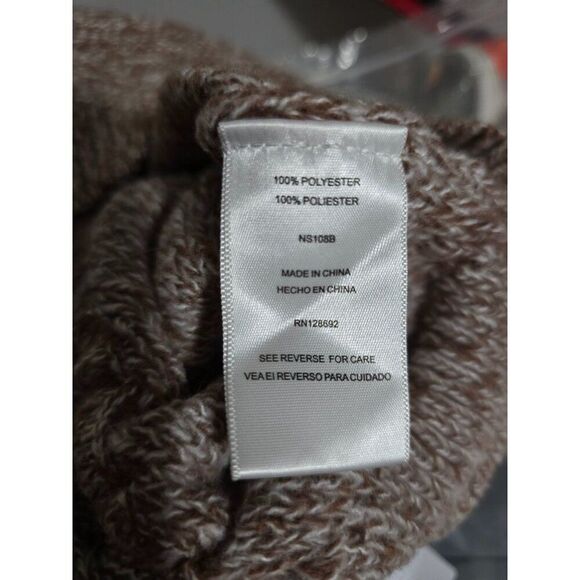 100% POLYESTER
100% POLIESTER
NS108B
MADE IN CHINA
HECHO EN CHINA
RN128692
SEE REVERSE FOR CARE
VEA EI REVERSO PARA CUIDADO